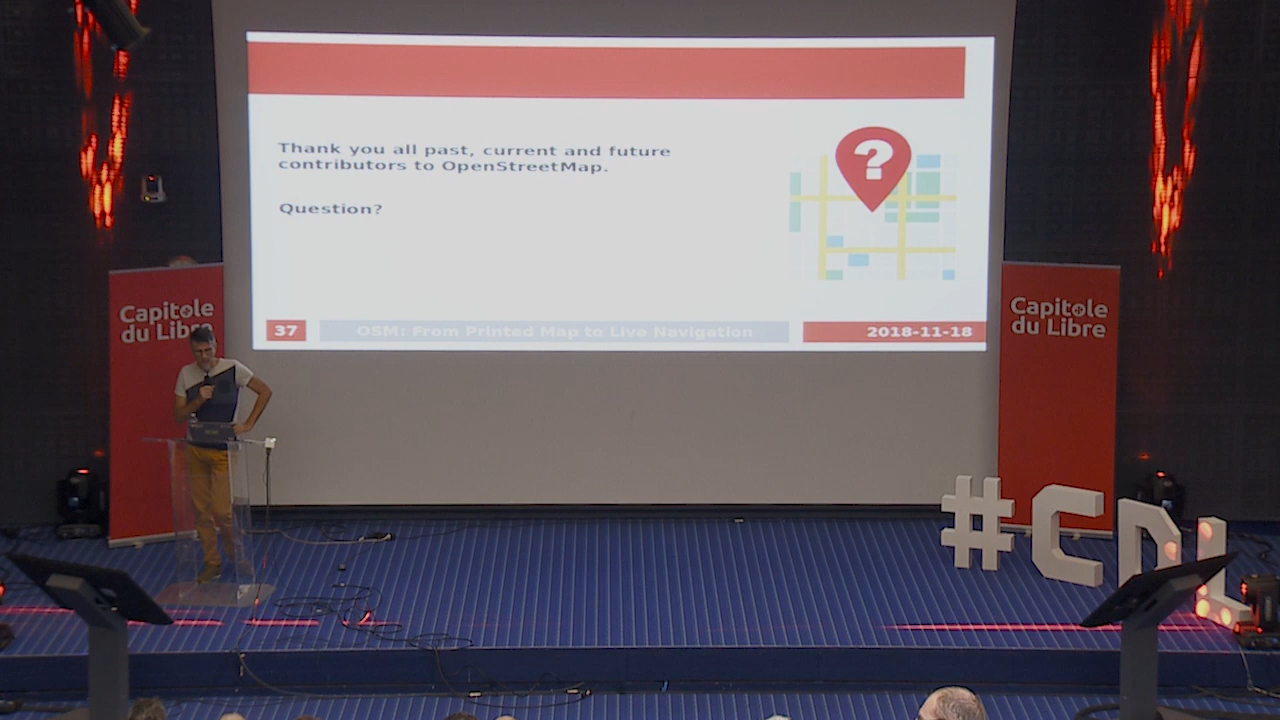 Thank you all past, current and future
contributors to OpenStreetMap.
Question?
?
37
OSM: From Printed Map to Live Navigation
2018-11-18
Capitole
du Libre
Capitole
du Libre
#CDL